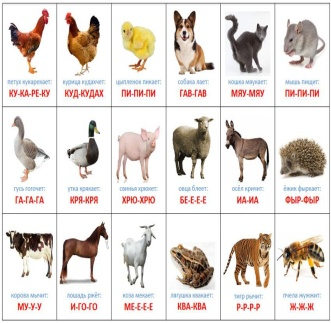 петух кукарекает:
КУ-КА-РЕ-КУ
курица кудахчет:
КУД-КУДАХ
цыпленок пикает:
ПИ-ПИ-ПИ
собака лает:
ГАВ-ГАВ
кошка мяукает:
МЯУ-МЯУ
мышь пищит:
ПИ-ПИ-ПИ
гусь гогочет:
ГА-ГА-ГА
утка крякает:
КРЯ-КРЯ
свинья хрюкает:
ХРЮ-ХРЮ
овца блеет:
БЕ-Е-Е-Е
осёл кричит:
ИА-ИА
ёжик фыркает:
ФЫР-ФЫР
корова мычит:
МУ-У-У
лошадь ржёт:
И-ГО-ГО
коза мекает:
МЕ-Е-Е-Е
лягушка квакает:
КВА-КВА
тигр рычит:
Р-Р-Р-Р
пчела жужжит:
Ж-Ж-Ж